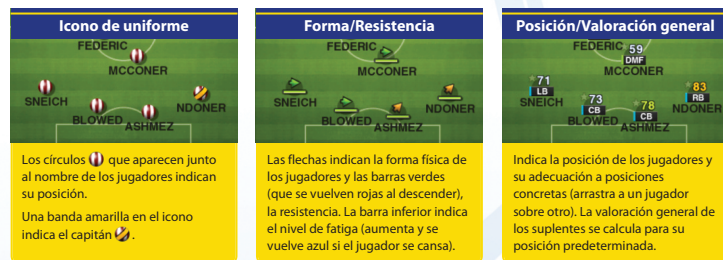 Icono de uniforme
FEDERIC
MCCONER
SNEICH
NDONER
BLOWED
ASHMEZ
Los círculos que aparecen junto
al nombre de los jugadores indican
su posición.
Una banda amarilla en el icono
indica el capitán .
Forma/Resistencia
FEDERIC
MCCONER
SNEICH
NDONER
BLOWED
ASHMEZ
Las flechas indican la forma física de
los jugadores y las barras verdes
(que se vuelven rojas al descender),
la resistencia. La barra inferior indica
el nivel de fatiga (aumenta y se
vuelve azul si el jugador se cansa).
Posición/Valoración general
FEDERIC
59
DMF
MCCONER
71
LB
SNEICH
83
RB
NDONER
73
CB
BLOWED
78
CB
ASHMEZ
Indica la posición de los jugadores y
su adecuación a posiciones
concretas (arrastra a un jugador
sobre otro). La valoración general de
los suplentes se calcula para su
posición predeterminada.